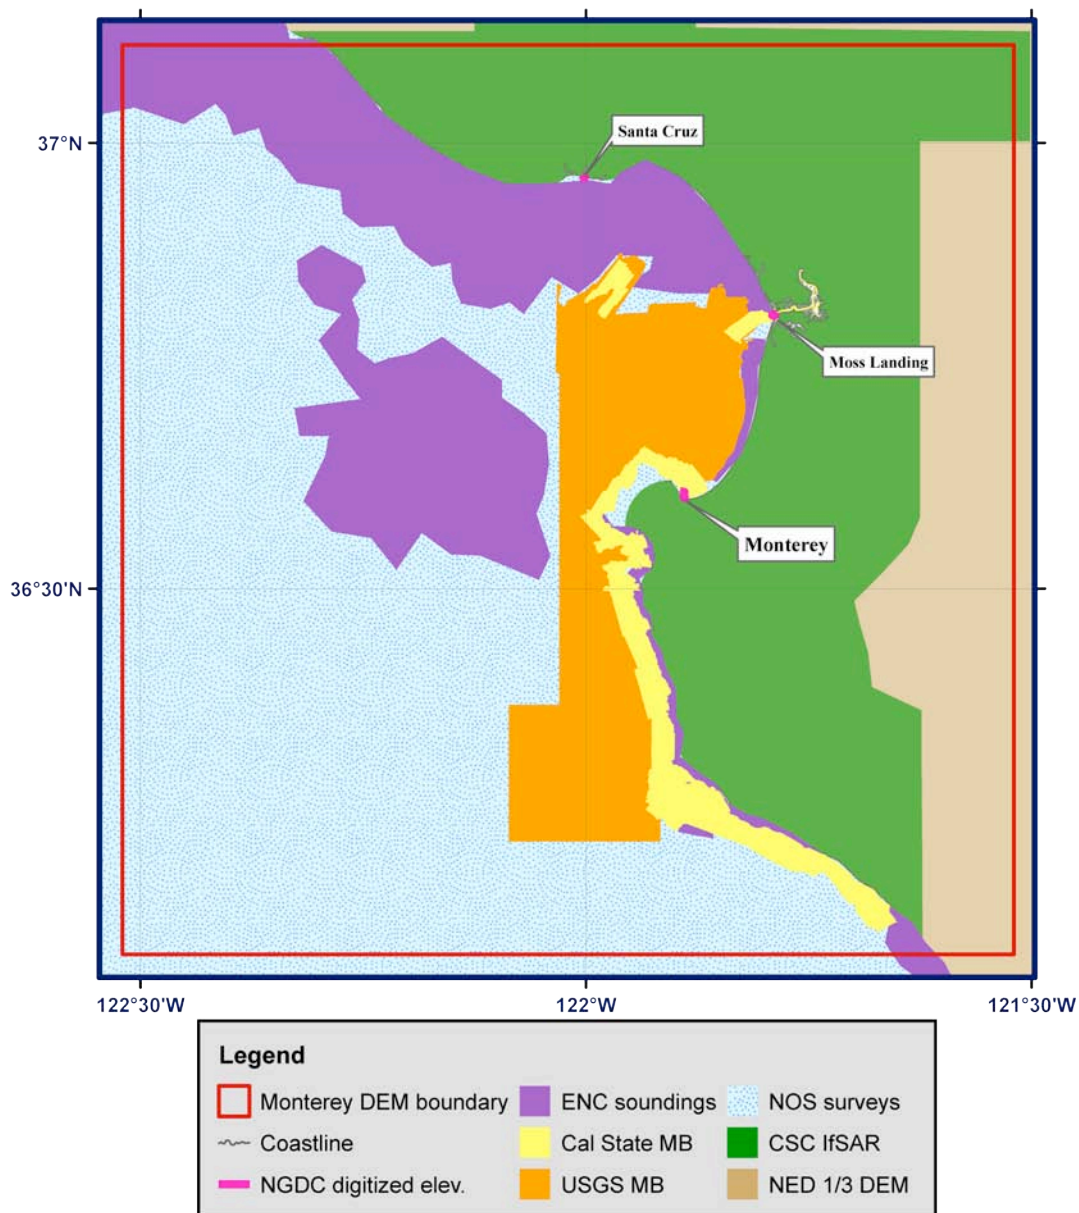 Santa Cruz
37°N
Moss Landing
Monterey
36°30'N
122°30'W
122°W
121°30'W
Legend
Monterey DEM boundary
ENC soundings
NOS surveys
Coastline
Cal State MB
CSC IfSAR
NGDC digitized elev.
USGS MB
NED 1/3 DEM